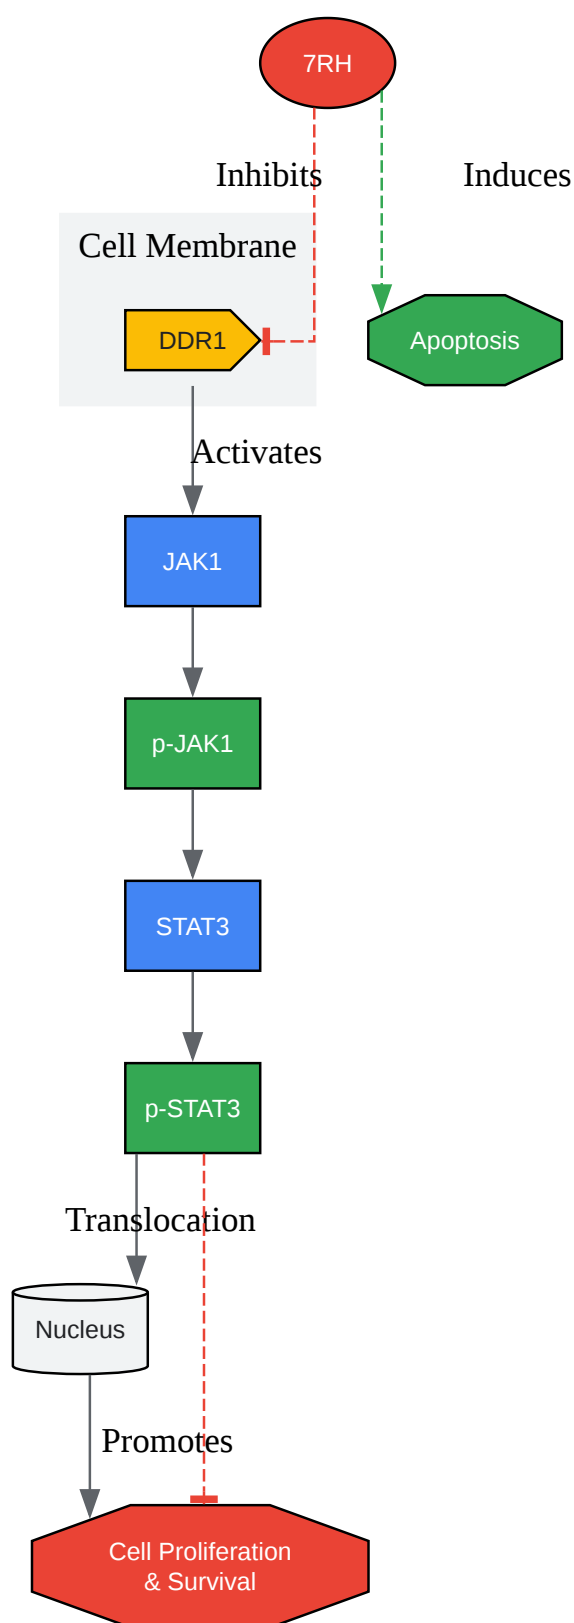 7RH
Inhibits
Induces
Cell Membrane
DDR1
Apoptosis
Activates
JAK1
p-JAK1
STAT3
p-STAT3
Translocation
Nucleus
Promotes
Cell Proliferation
& Survival